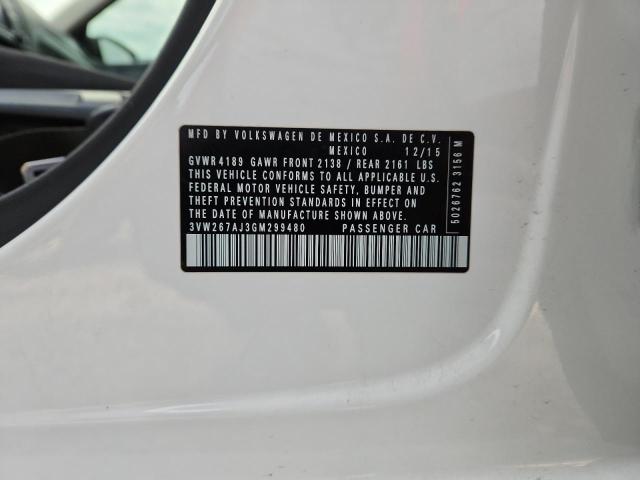 MFD BY VOLKSWAGEN DE MEXICO S.A. DE C.V.
MEXICO 12/15
GVWR 4189 GAWR FRONT 2138 / REAR 2161 LBS
THIS VEHICLE CONFORMS TO ALL APPLICABLE U.S.
FEDERAL MOTOR VEHICLE SAFETY, BUMPER AND
THEFT PREVENTION STANDARDS IN EFFECT ON
THE DATE OF MANUFACTURE SHOWN ABOVE.
3VW267AJ3GM299480 PASSENGER CAR
5026762 3156 M